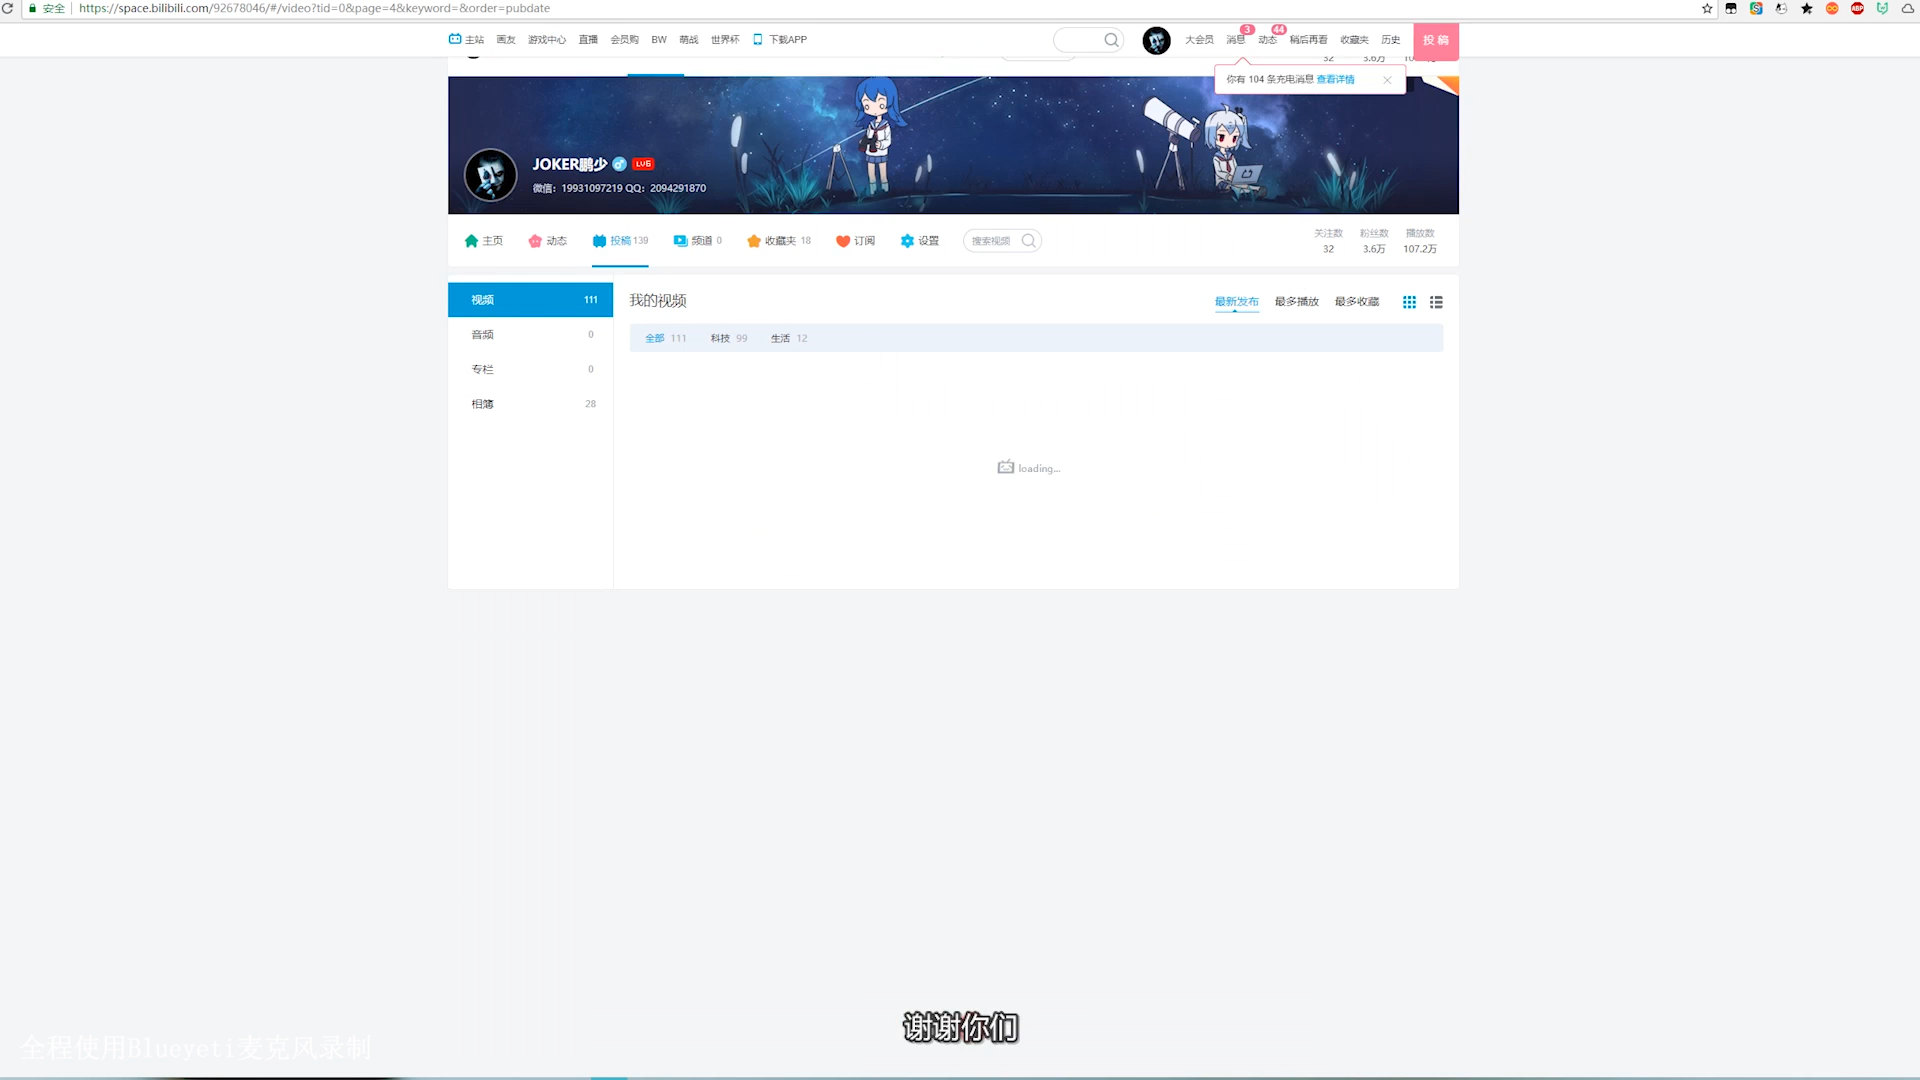 安全 https://space.bilibili.com/92678046/#/video?tid=0&page=4&keyword=&order=pubdate
ABP
主站 画友 游戏中心 直播 会员购 BW 萌战 世界杯 下载APP
大会员 消息 3 动态 44 稍后再看 收藏夹 历史 投稿
32 3.6万
你有 104 条充电消息 查看详情
JOKER鹏少 LV6
微信：19931097219 QQ：2094291870
主页 动态 投稿 139 频道 0 收藏夹 18 订阅 设置 搜索视频
关注数 粉丝数 播放数
32 3.6万 107.2万
视频 111
音频 0
专栏 0
相簿 28
我的视频
最新发布 最多播放 最多收藏
全部 111 科技 99 生活 12
loading...
谢谢你们
全程使用Blueyeti麦克风录制